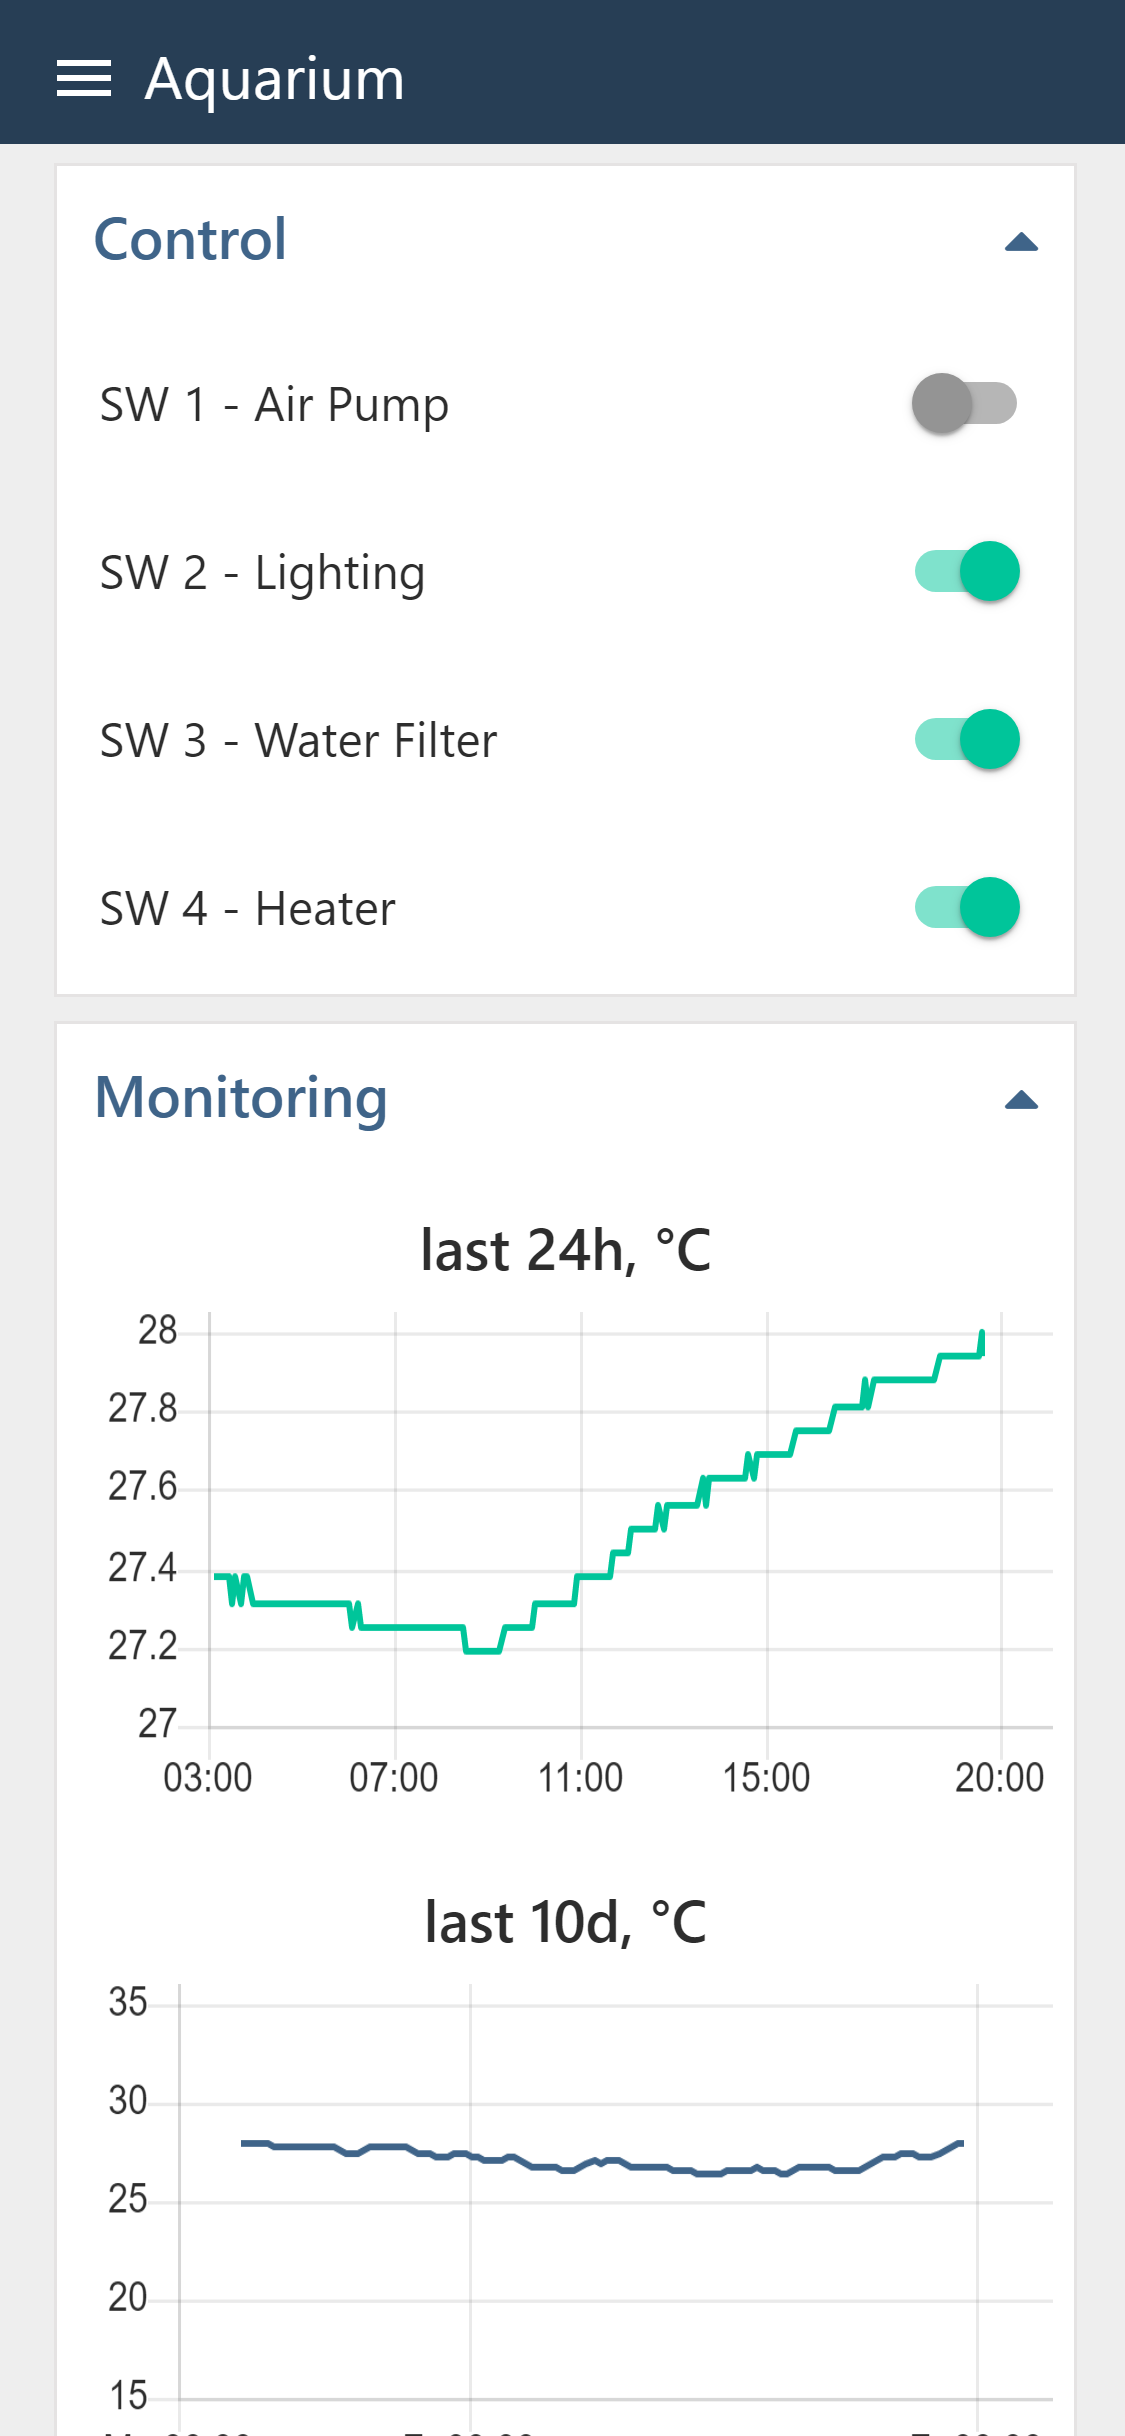 Aquarium
Control
SW 1 - Air Pump
SW 2 - Lighting
SW 3 - Water Filter
SW 4 - Heater
Monitoring
last 24h, °C
28
27.8
27.6
27.4
27.2
27
03:00 07:00 11:00 15:00 20:00
last 10d, °C
35
30
25
20
15